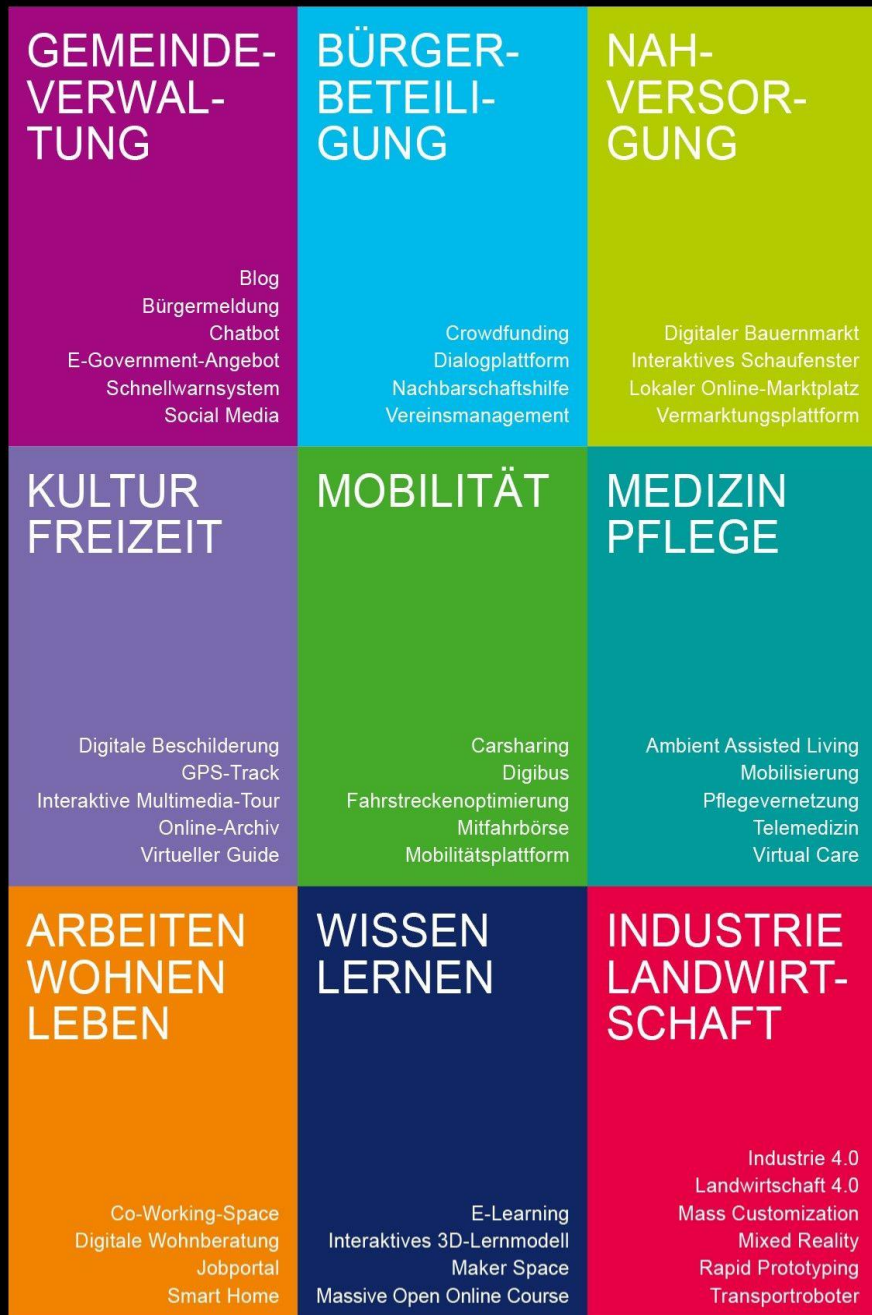 GEMEINDE-
VERWAL-
TUNG
Blog
Bürgermeldung
Chatbot
E-Government-Angebot
Schnellwarnsystem
Social Media
BÜRGER-
BETEILI-
GUNG
Crowdfunding
Dialogplattform
Nachbarschaftshilfe
Vereinsmanagement
NAH-
VERSOR-
GUNG
Digitaler Bauernmarkt
Interaktives Schaufenster
Lokaler Online-Marktplatz
Vermarktungsplattform
KULTUR
FREIZEIT
Digitale Beschilderung
GPS-Track
Interaktive Multimedia-Tour
Online-Archiv
Virtueller Guide
MOBILITÄT
Carsharing
Digibus
Fahrstreckenoptimierung
Mitfahrbörse
Mobilitätsplattform
MEDIZIN
PFLEGE
Ambient Assisted Living
Mobilisierung
Pflegevernetzung
Telemedizin
Virtual Care
ARBEITEN
WOHNEN
LEBEN
Co-Working-Space
Digitale Wohnberatung
Jobportal
Smart Home
WISSEN
LERNEN
E-Learning
Interaktives 3D-Lernmodell
Maker Space
Massive Open Online Course
INDUSTRIE
LANDWIRT-
SCHAFT
Industrie 4.0
Landwirtschaft 4.0
Mass Customization
Mixed Reality
Rapid Prototyping
Transportroboter